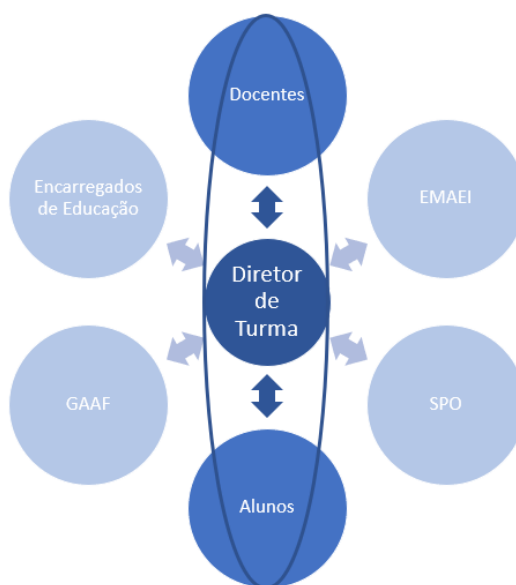 Docentes
Encarregados
de Educação
EMAEI
Diretor
de
Turma
GAAF
SPO
Alunos